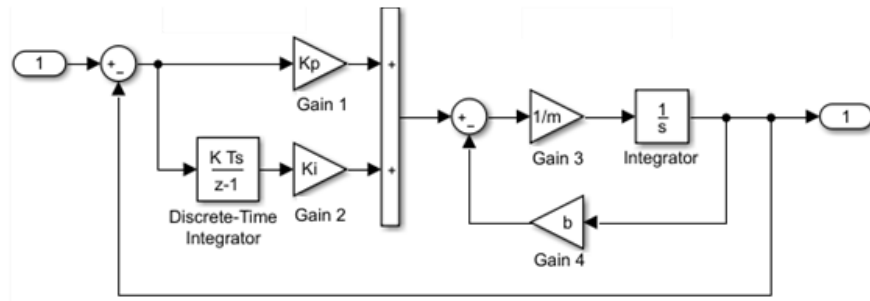 1
+
−
Kp
Gain 1
K Ts
z-1
Discrete-Time
Integrator
Ki
Gain 2
+
+
+
−
1/m
Gain 3
1
s
Integrator
b
Gain 4
1